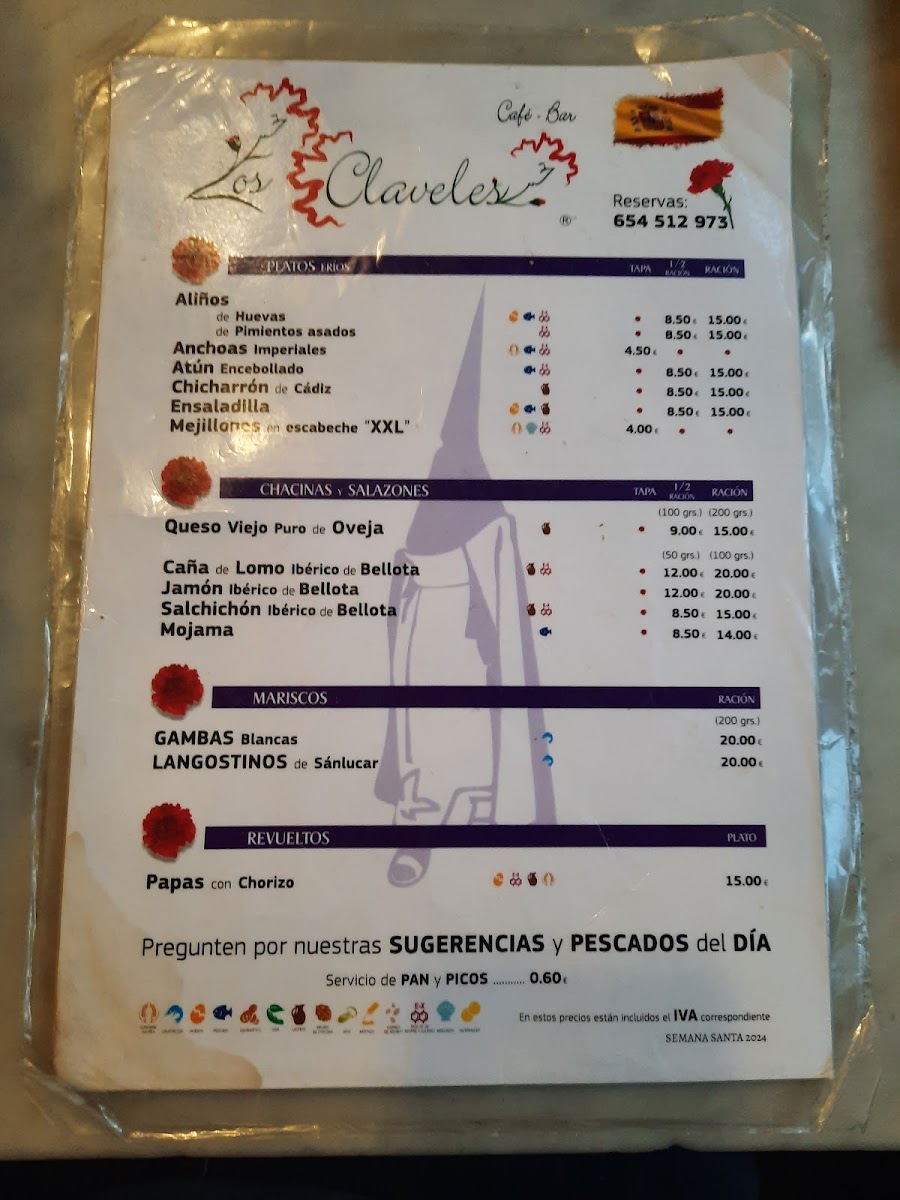 Café - Bar
Los Claveles ®
Reservas:
654 512 973
PLATOS FRÍOS TAPA 1/2 RACIÓN RACIÓN
Aliños
de Huevas • 8.50€ 15.00€
de Pimientos asados • 8.50€ 15.00€
Anchoas Imperiales 4.50€ • •
Atún Encebollado • 8.50€ 15.00€
Chicharrón de Cádiz • 8.50€ 15.00€
Ensaladilla • 8.50€ 15.00€
Mejillones en escabeche "XXL" 4.00€ • •
CHACINAS y SALAZONES TAPA 1/2 RACIÓN RACIÓN
(100 grs.) (200 grs.)
Queso Viejo Puro de Oveja • 9.00€ 15.00€
(50 grs.) (100 grs.)
Caña de Lomo Ibérico de Bellota • 12.00€ 20.00€
Jamón Ibérico de Bellota • 12.00€ 20.00€
Salchichón Ibérico de Bellota • 8.50€ 15.00€
Mojama • 8.50€ 14.00€
MARISCOS RACIÓN
(200 grs.)
GAMBAS Blancas 20.00€
LANGOSTINOS de Sánlucar 20.00€
REVUELTOS PLATO
Papas con Chorizo 15.00€
Pregunten por nuestras SUGERENCIAS y PESCADOS del DÍA
Servicio de PAN y PICOS ........... 0.60€
En estos precios están incluidos el IVA correspondiente
SEMANA SANTA 2024